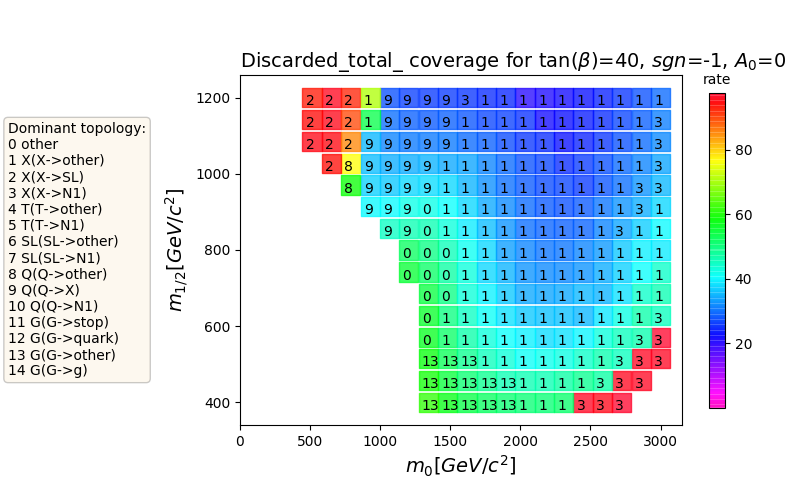 Discarded_total_ coverage for tan(β)=40, sgn=-1, A₀=0
rate
Dominant topology:
0 other
1 X(X->other)
2 X(X->SL)
3 X(X->N1)
4 T(T->other)
5 T(T->N1)
6 SL(SL->other)
7 SL(SL->N1)
8 Q(Q->other)
9 Q(Q->X)
10 Q(Q->N1)
11 G(G->stop)
12 G(G->quark)
13 G(G->other)
14 G(G->g)
m₁/₂[GeV/c²]
1200
1000
800
600
400
2 2 2 1 9 9 9 9 3 1 1 1 1 1 1 1 1 1 1
2 2 2 1 9 9 9 9 1 1 1 1 1 1 1 1 1 1 3
2 2 2 9 9 9 9 9 1 1 1 1 1 1 1 1 1 1 3
2 8 9 9 9 9 9 1 1 1 1 1 1 1 1 1 1 3
8 9 9 9 9 1 1 1 1 1 1 1 1 1 1 3 3
9 9 9 0 1 1 1 1 1 1 1 1 1 1 3 1
9 9 0 1 1 1 1 1 1 1 1 1 3 1 1
0 0 0 1 1 1 1 1 1 1 1 1 1 1
0 0 0 1 1 1 1 1 1 1 1 1 1 1
0 0 1 1 1 1 1 1 1 1 1 1 1
0 1 1 1 1 1 1 1 1 1 1 1 3
0 1 1 1 1 1 1 1 1 1 1 3 3
13 13 13 1 1 1 1 1 1 1 3 3 3
13 13 13 13 13 1 1 1 1 3 3 3
13 13 13 13 13 1 1 1 3 3 3
0 500 1000 1500 2000 2500 3000
m₀[GeV/c²]
80
60
40
20